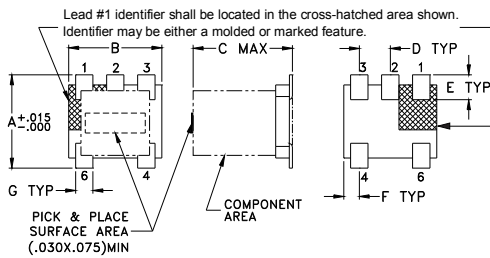 Lead #1 identifier shall be located in the cross-hatched area shown.
Identifier may be either a molded or marked feature.
B
C MAX
D TYP
1 2 3
3 2 1
E TYP
A +.015
-.000
6 4
4 6
G TYP
F TYP
PICK & PLACE
SURFACE AREA
(.030X.075)MIN
COMPONENT
AREA